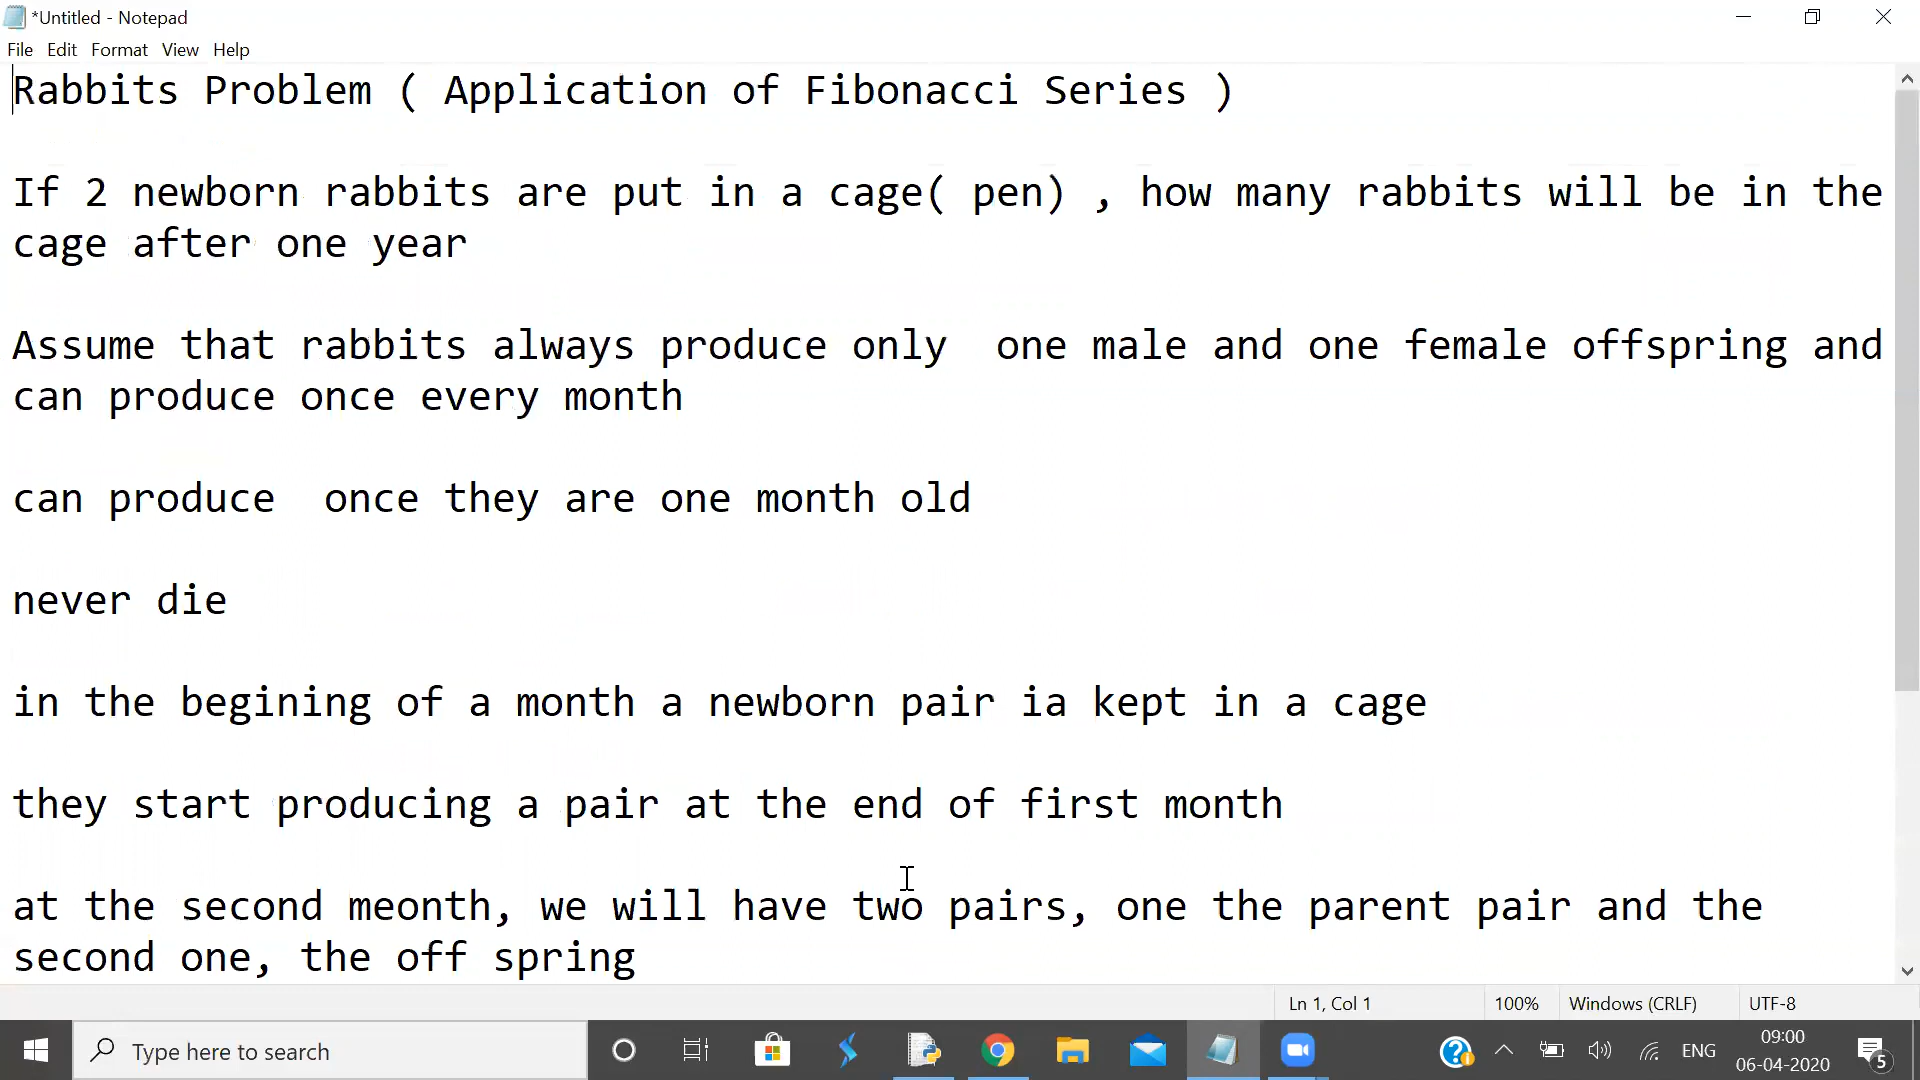 *Untitled - Notepad
File Edit Format View Help
Rabbits Problem ( Application of Fibonacci Series )
If 2 newborn rabbits are put in a cage( pen) , how many rabbits will be in the
cage after one year
Assume that rabbits always produce only  one male and one female offspring and
can produce once every month
can produce  once they are one month old
never die
in the begining of a month a newborn pair ia kept in a cage
they start producing a pair at the end of first month
at the second meonth, we will have two pairs, one the parent pair and the
second one, the off spring
Ln 1, Col 1 100% Windows (CRLF) UTF-8
Type here to search
ENG
09:00
06-04-2020
5